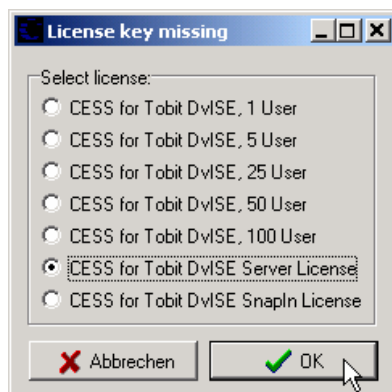 License key missing
Select license:
CESS for Tobit DvISE, 1 User
CESS for Tobit DvISE, 5 User
CESS for Tobit DvISE, 25 User
CESS for Tobit DvISE, 50 User
CESS for Tobit DvISE, 100 User
CESS for Tobit DvISE Server License
CESS for Tobit DvISE SnapIn License
Abbrechen OK